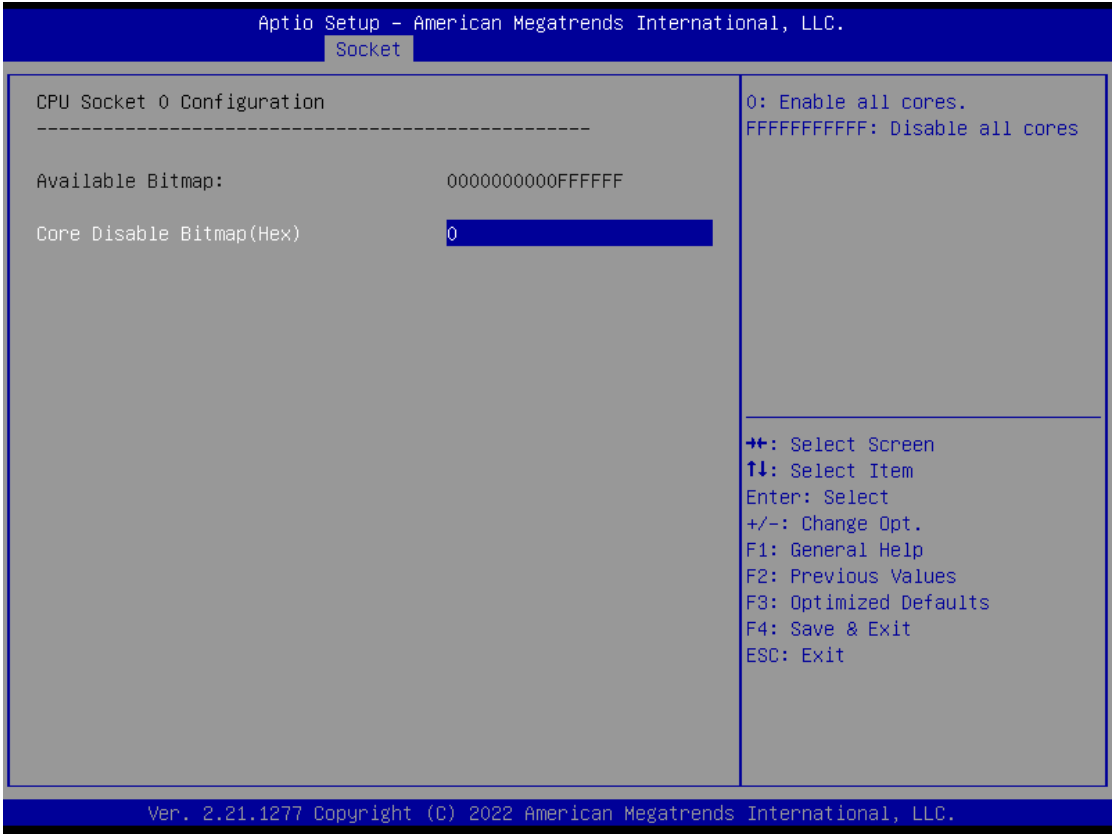 Aptio Setup – American Megatrends International, LLC.
Socket
CPU Socket 0 Configuration
--------------------------------------------------
Available Bitmap: 0000000000FFFFFF
Core Disable Bitmap(Hex) 0
0: Enable all cores.
FFFFFFFFFFF: Disable all cores
→←: Select Screen
↑↓: Select Item
Enter: Select
+/-: Change Opt.
F1: General Help
F2: Previous Values
F3: Optimized Defaults
F4: Save & Exit
ESC: Exit
Ver. 2.21.1277 Copyright (C) 2022 American Megatrends International, LLC.